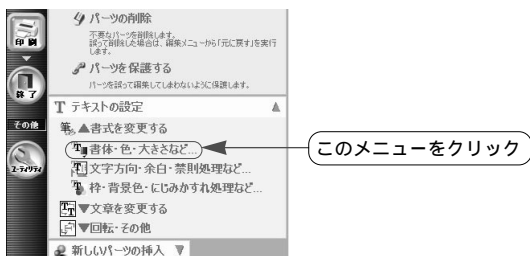 パーツの削除
不要なパーツを削除します。
誤って削除した場合は、編集メニューから「元に戻す」を実行
します。
パーツを保護する
パーツを誤って編集してしまわないように保護します。
印刷
終了
その他
ユーティリティ
T テキストの設定 ▲
▲書式を変更する
書体・色・大きさなど...
このメニューをクリック
文字方向・余白・禁則処理など...
枠・背景色・にじみかすれ処理など...
▼文章を変更する
▼回転・その他
新しいパーツの挿入 ▼